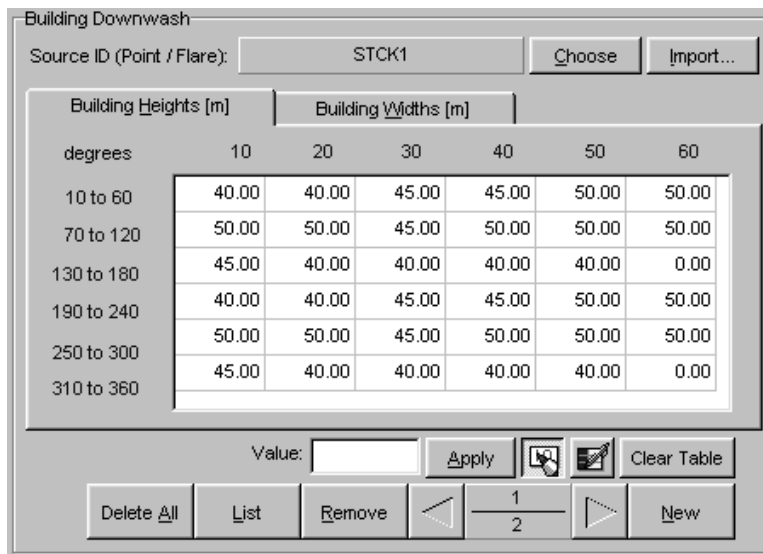 Building Downwash
Source ID (Point / Flare): STCK1 Choose Import...
Building Heights [m] Building Widths [m]
degrees 10 20 30 40 50 60
10 to 60 40.00 40.00 45.00 45.00 50.00 50.00
70 to 120 50.00 50.00 45.00 50.00 50.00 50.00
130 to 180 45.00 40.00 40.00 40.00 40.00 0.00
190 to 240 40.00 40.00 45.00 45.00 50.00 50.00
250 to 300 50.00 50.00 45.00 50.00 50.00 50.00
310 to 360 45.00 40.00 40.00 40.00 40.00 0.00
Value: Apply Clear Table
Delete All List Remove 1 New
2